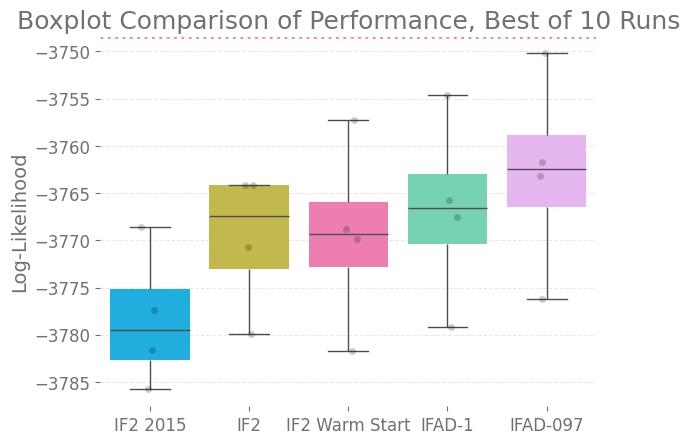 Boxplot Comparison of Performance, Best of 10 Runs
−3750
−3755
−3760
−3765
−3770
−3775
−3780
−3785
Log-Likelihood
IF2 2015 IF2 IF2 Warm Start IFAD-1 IFAD-097